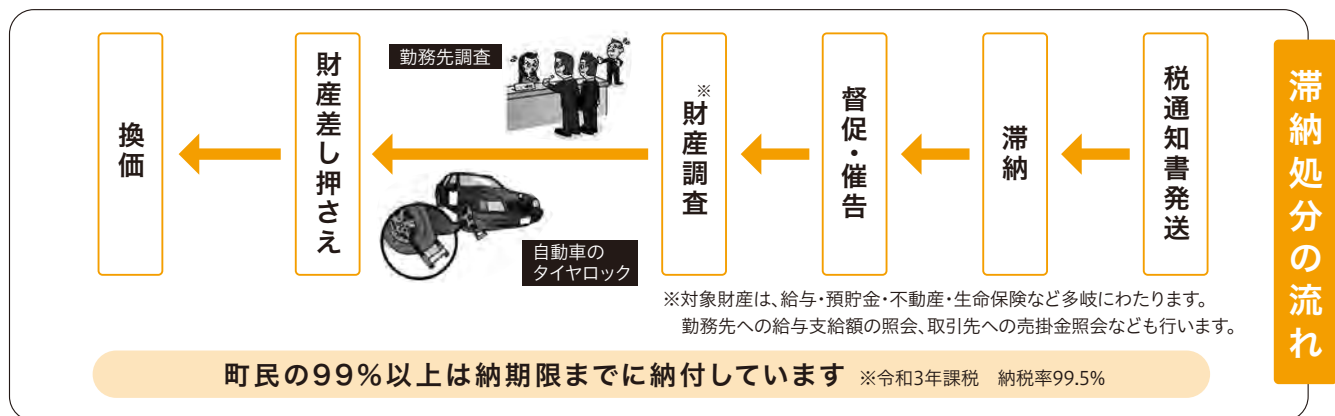 滞納処分の流れ
税通知書発送
滞納
督促・催告
※財産調査
勤務先調査
自動車の
タイヤロック
財産差し押さえ
換価
※対象財産は、給与・預貯金・不動産・生命保険など多岐にわたります。
勤務先への給与支給額の照会、取引先への売掛金照会なども行います。
町民の99%以上は納期限までに納付しています ※令和3年課税 納税率99.5%